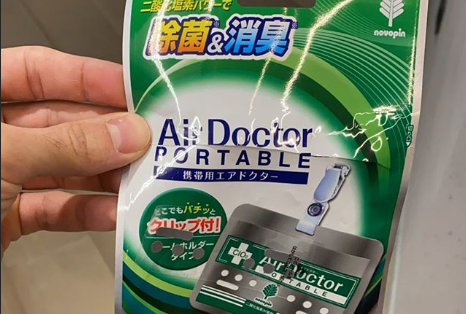 二酸化塩素パワーで
除菌&消臭
novopin
Air Doctor
PORTABLE
携帯用エアドクター
どこでもパチッと
クリップ付!
ホルダー
タイプ
Air Doctor
PORTABLE